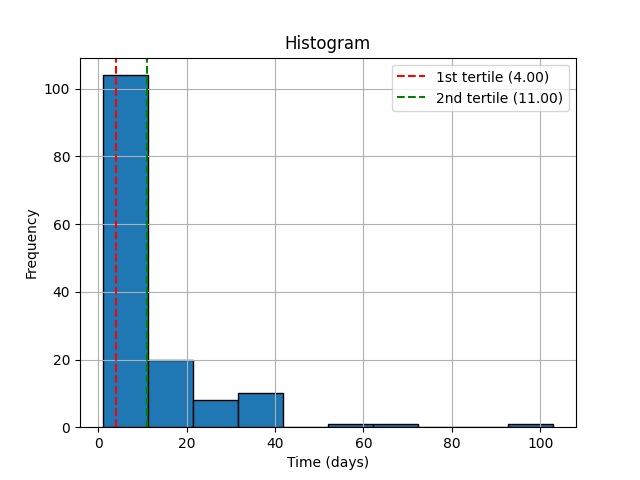 Histogram
1st tertile (4.00)
2nd tertile (11.00)
100
80
60
40
20
0
Frequency
0 20 40 60 80 100
Time (days)